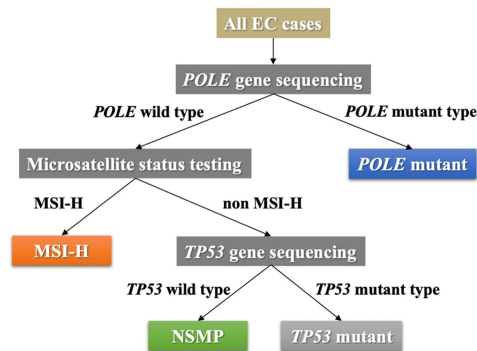 All EC cases
POLE gene sequencing
POLE wild type
POLE mutant type
Microsatellite status testing
POLE mutant
MSI-H
non MSI-H
MSI-H
TP53 gene sequencing
TP53 wild type
TP53 mutant type
NSMP
TP53 mutant